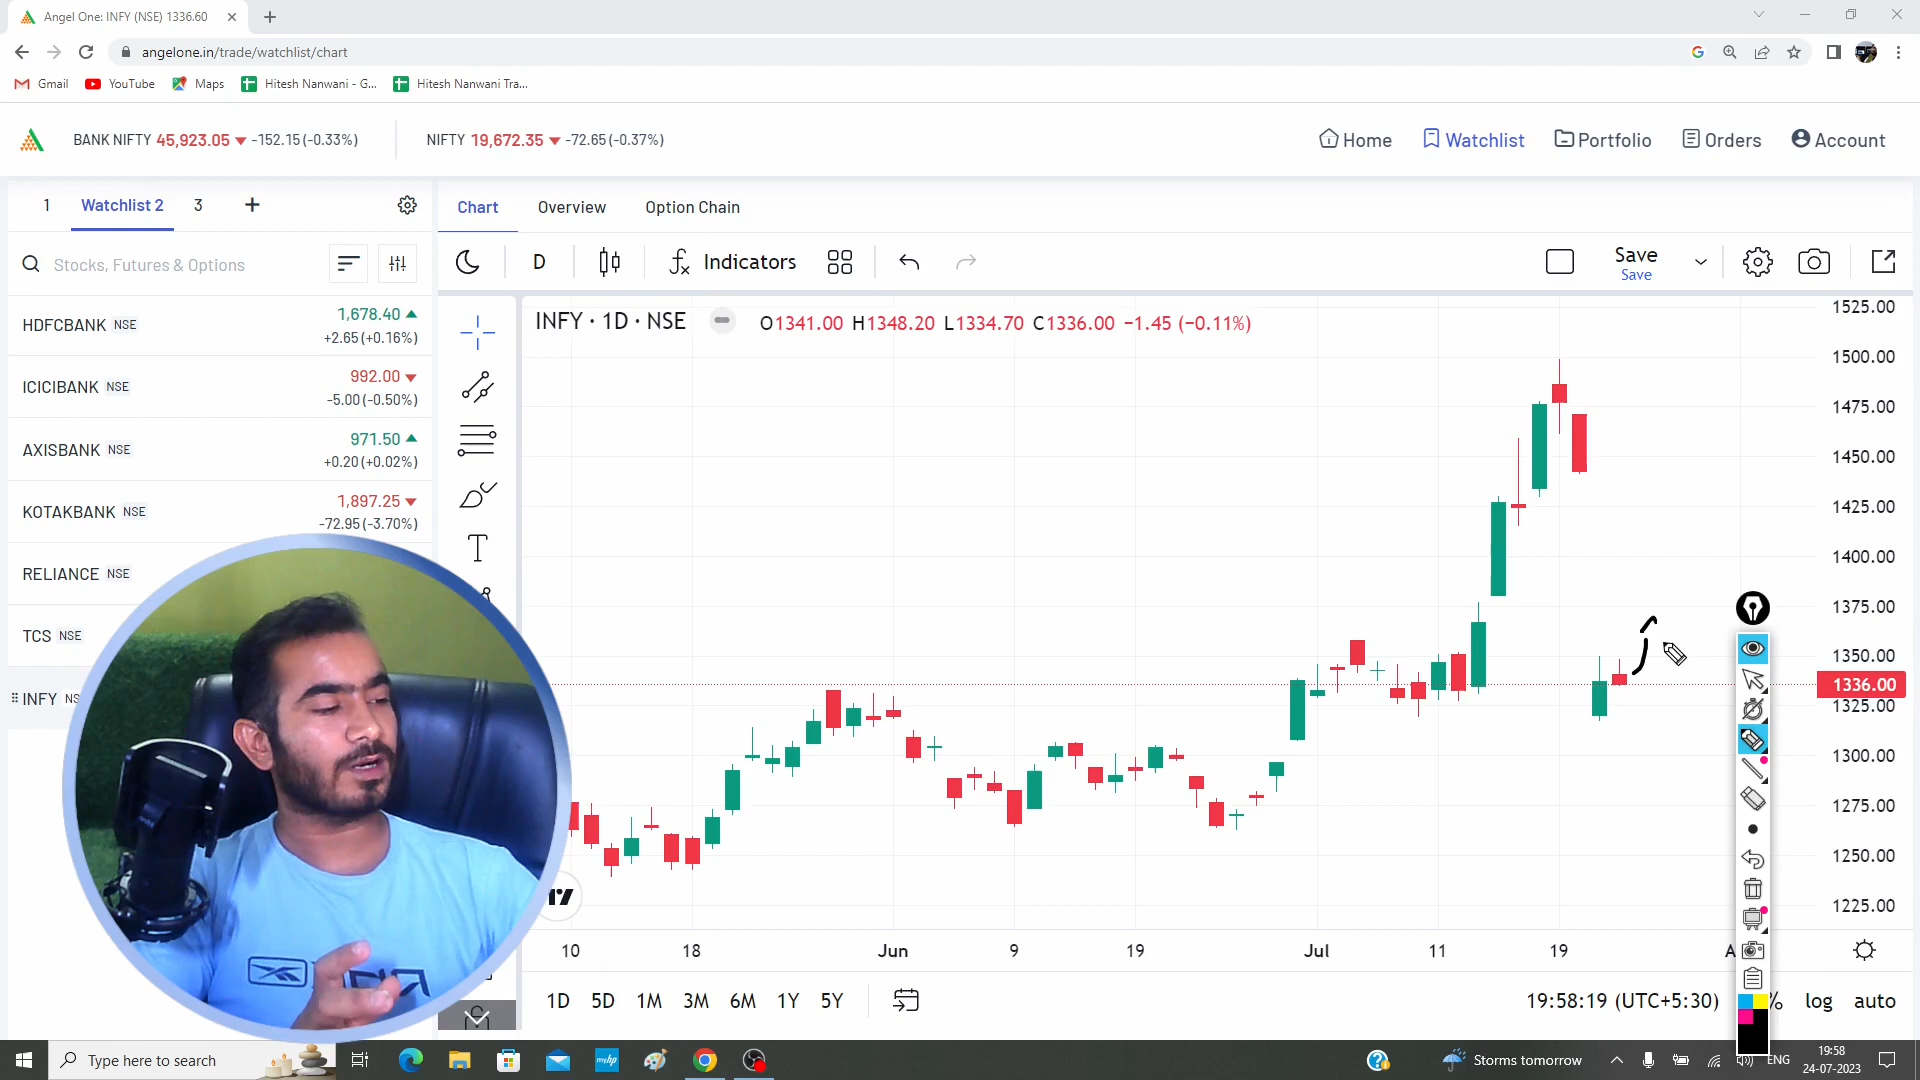 Angel One: INFY (NSE) 1336.60
angelone.in/trade/watchlist/chart
Gmail YouTube Maps Hitesh Nanwani - G... Hitesh Nanwani Tra...
BANK NIFTY 45,923.05 -152.15 (-0.33%) NIFTY 19,672.35 -72.65 (-0.37%) Home Watchlist Portfolio Orders Account
1 Watchlist 2 3 +
Chart Overview Option Chain
Stocks, Futures & Options
D Indicators Save
Save
HDFCBANK NSE 1,678.40
+2.65 (+0.16%)
ICICIBANK NSE 992.00
-5.00 (-0.50%)
AXISBANK NSE 971.50
+0.20 (+0.02%)
KOTAKBANK NSE 1,897.25
-72.95 (-3.70%)
RELIANCE NSE
TCS NSE
INFY
INFY · 1D · NSE O1341.00 H1348.20 L1334.70 C1336.00 −1.45 (−0.11%)
1525.00
1500.00
1475.00
1450.00
1425.00
1400.00
1375.00
1350.00
1336.00
1325.00
1300.00
1275.00
1250.00
1225.00
10 18 Jun 9 19 Jul 11 19
1D 5D 1M 3M 6M 1Y 5Y 19:58:19 (UTC+5:30) % log auto
Type here to search
Storms tomorrow
ENG
19:58
24-07-2023